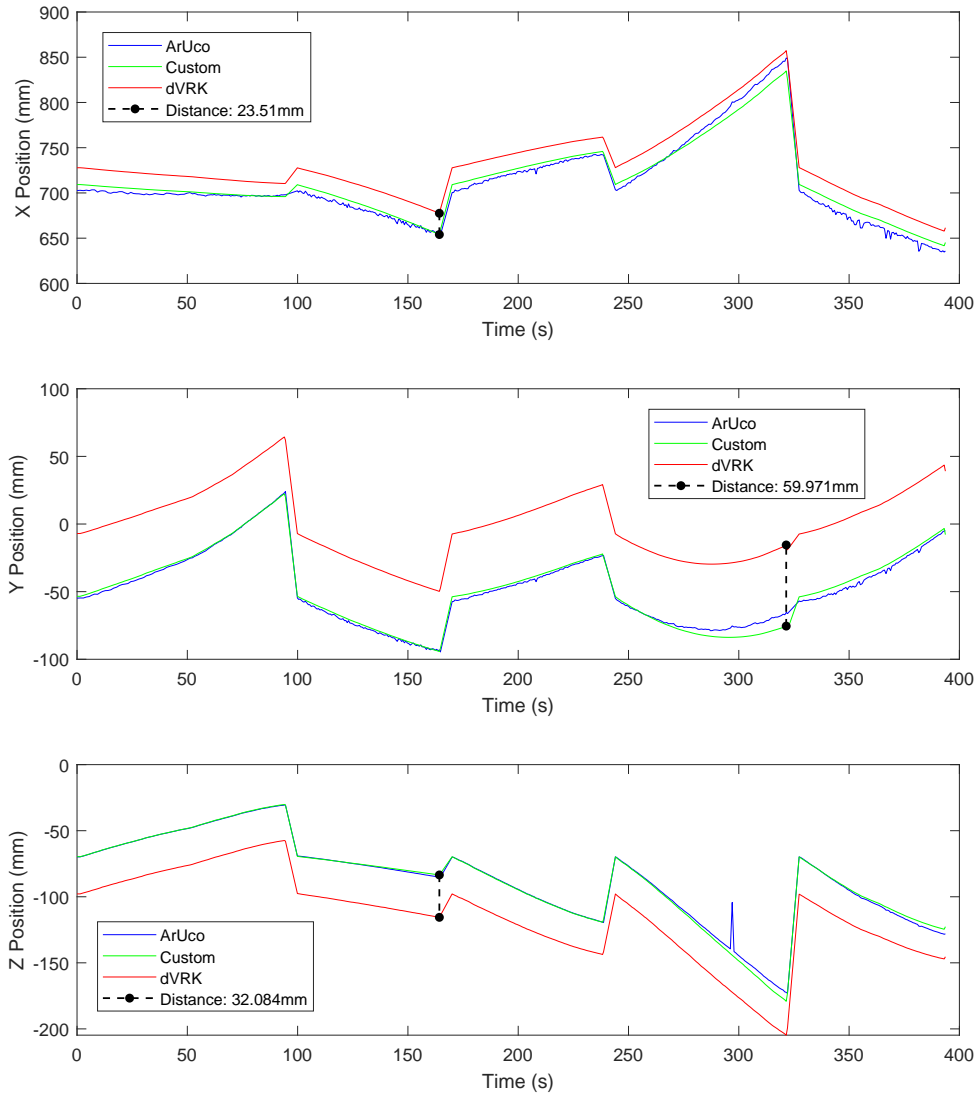 900
850
800
750
700
650
600
X Position (mm)
ArUco
Custom
dVRK
Distance: 23.51mm
0 50 100 150 200 250 300 350 400
Time (s)
100
50
0
-50
-100
Y Position (mm)
ArUco
Custom
dVRK
Distance: 59.971mm
0 50 100 150 200 250 300 350 400
Time (s)
0
-50
-100
-150
-200
Z Position (mm)
ArUco
Custom
dVRK
Distance: 32.084mm
0 50 100 150 200 250 300 350 400
Time (s)